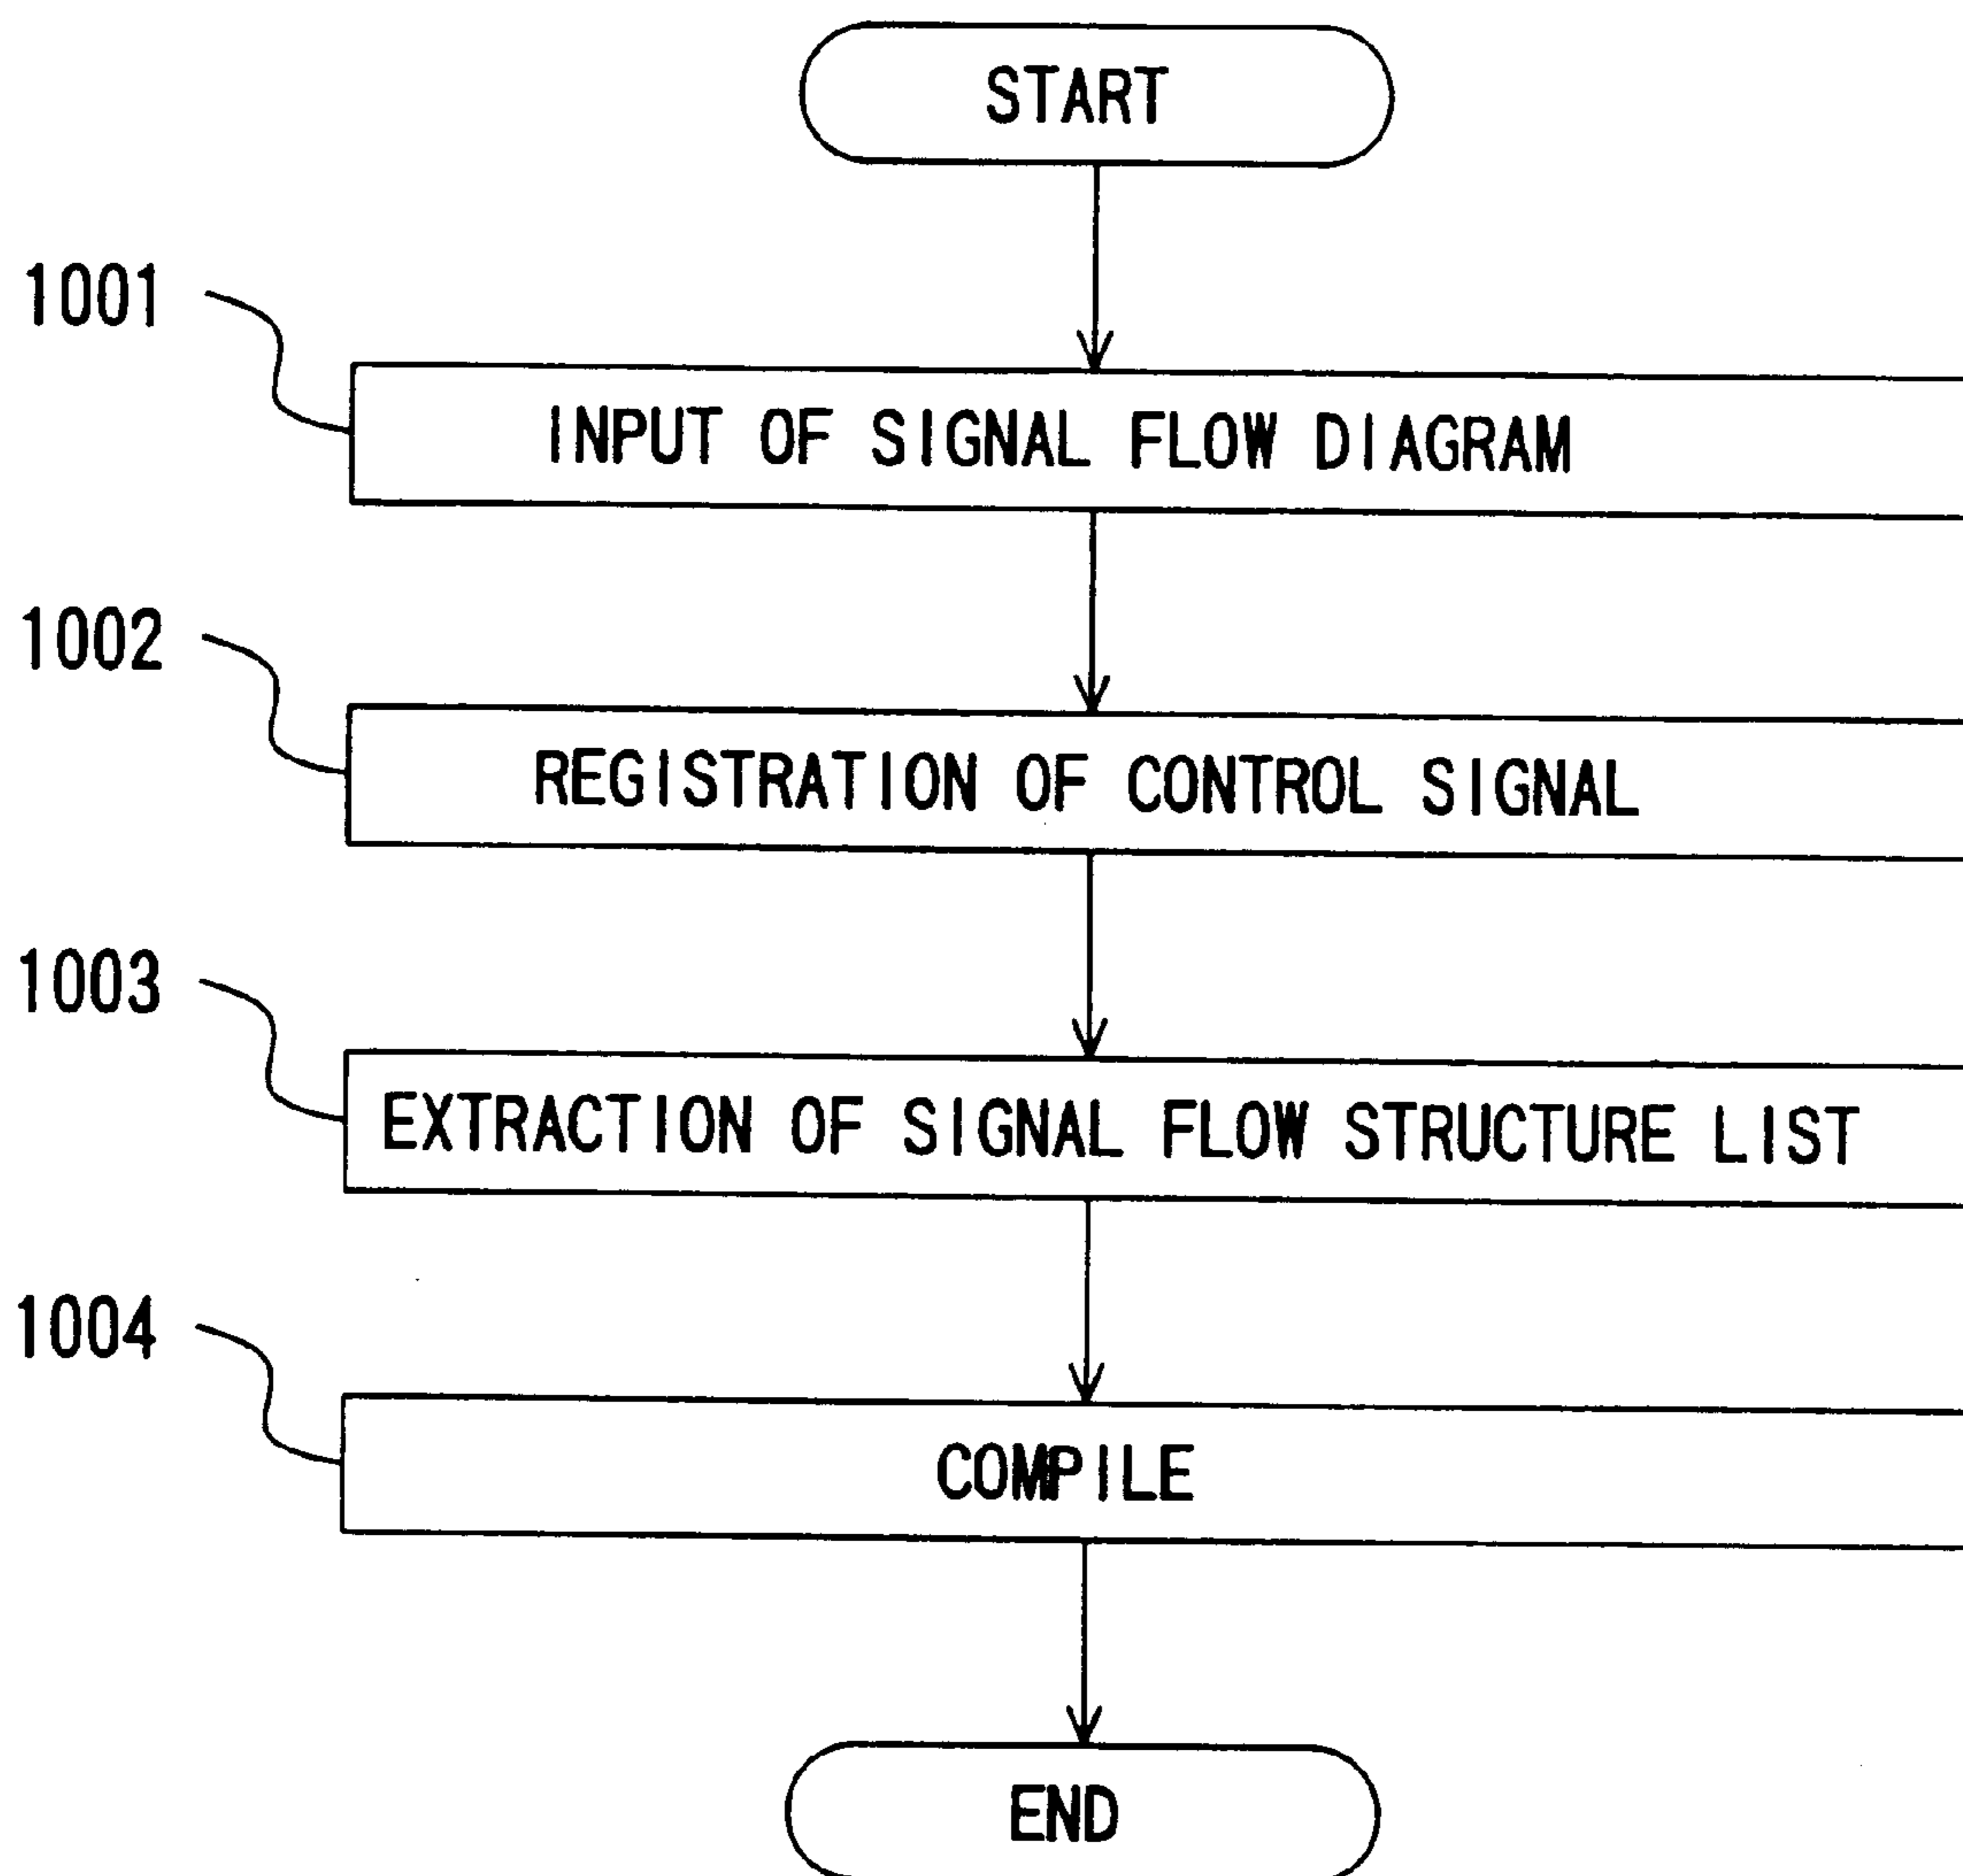 START
1001
INPUT OF SIGNAL FLOW DIAGRAM
1002
REGISTRATION OF CONTROL SIGNAL
1003
EXTRACTION OF SIGNAL FLOW STRUCTURE LIST
1004
COMPILE
END